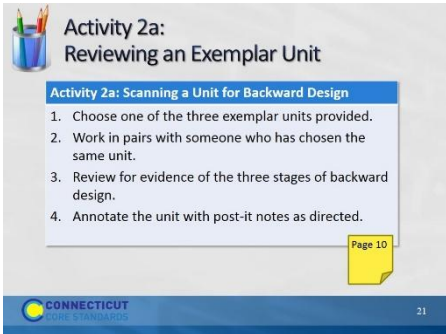 Activity 2a:
Reviewing an Exemplar Unit
Activity 2a: Scanning a Unit for Backward Design
1. Choose one of the three exemplar units provided.
2. Work in pairs with someone who has chosen the
same unit.
3. Review for evidence of the three stages of backward
design.
4. Annotate the unit with post-it notes as directed.
Page 10
CONNECTICUT
CORE STANDARDS
21